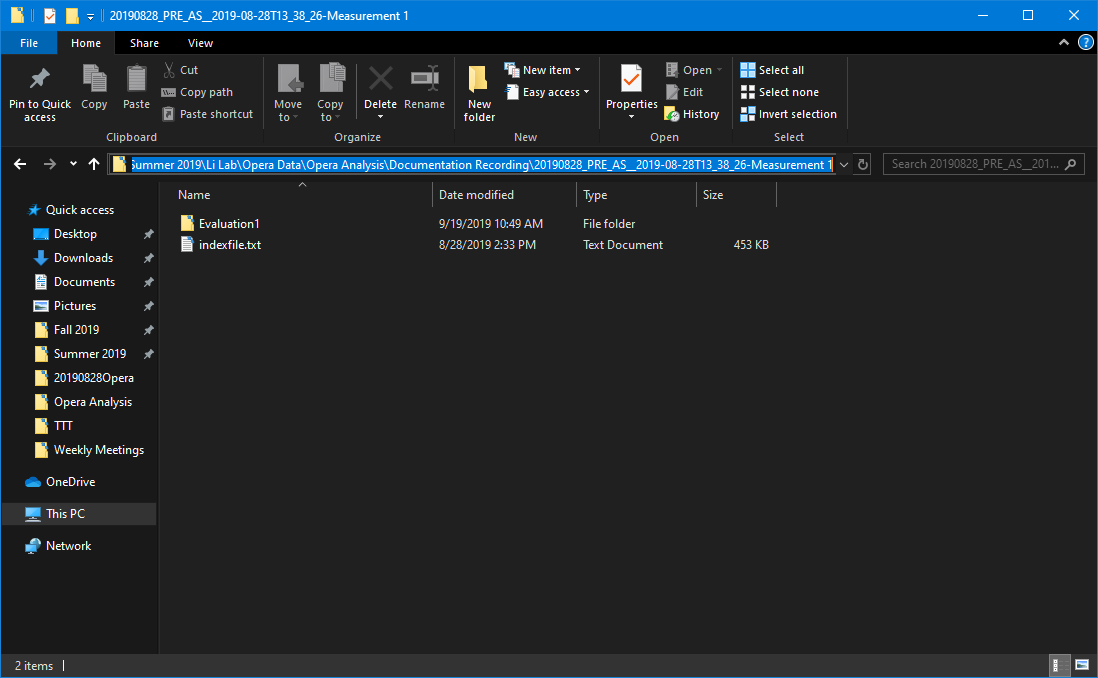 20190828_PRE_AS__2019-08-28T13_38_26-Measurement 1
File Home Share View
Pin to Quick access
Copy
Paste
Cut
Copy path
Paste shortcut
Clipboard
Move to
Copy to
Delete
Rename
Organize
New folder
New item
Easy access
New
Properties
Open
Edit
History
Open
Select all
Select none
Invert selection
Select
Summer 2019\Li Lab\Opera Data\Opera Analysis\Documentation Recording\20190828_PRE_AS__2019-08-28T13_38_26-Measurement 1
Search 20190828_PRE_AS__201...
Name Date modified Type Size
Evaluation1 9/19/2019 10:49 AM File folder
indexfile.txt 8/28/2019 2:33 PM Text Document 453 KB
Quick access
Desktop
Downloads
Documents
Pictures
Fall 2019
Summer 2019
20190828Opera
Opera Analysis
TTT
Weekly Meetings
OneDrive
This PC
Network
2 items